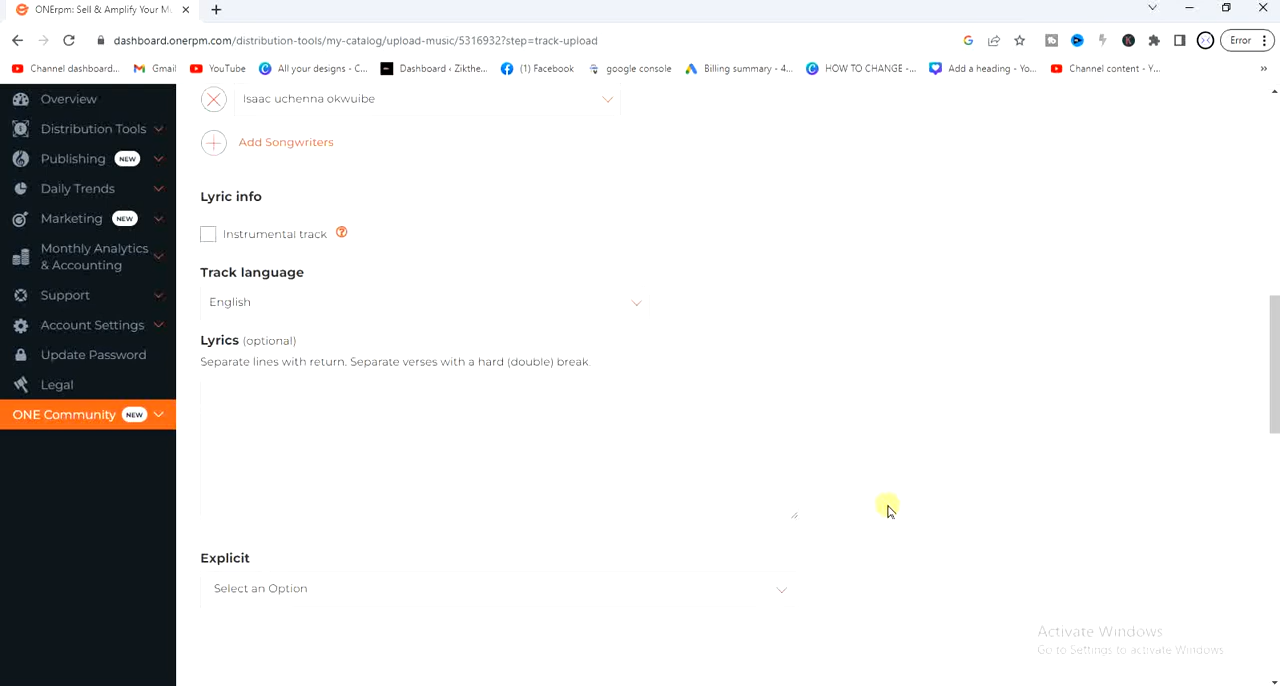 ONErpm: Sell & Amplify Your Mu
dashboard.onerpm.com/distribution-tools/my-catalog/upload-music/5316932?step=track-upload
Error
Channel dashboard...
Gmail
YouTube
All your designs - C...
Dashboard ‹ Zikthe...
(1) Facebook
google console
Billing summary - 4...
HOW TO CHANGE -...
Add a heading - Yo...
Channel content - Y...
»
Overview
Distribution Tools
Publishing NEW
Daily Trends
Marketing NEW
Monthly Analytics
& Accounting
Support
Account Settings
Update Password
Legal
ONE Community NEW
Isaac uchenna okwuibe
Add Songwriters
Lyric info
Instrumental track ?
Track language
English
Lyrics (optional)
Separate lines with return. Separate verses with a hard (double) break.
Explicit
Select an Option
Activate Windows
Go to Settings to activate Windows.